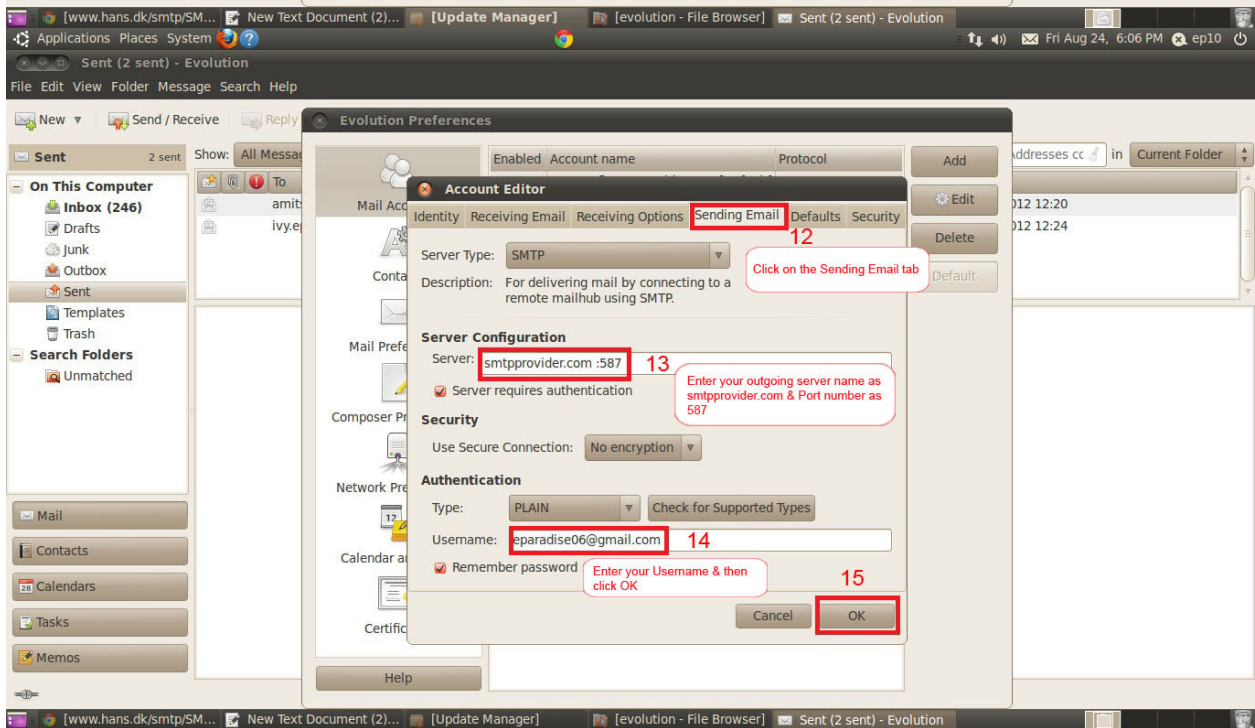 [www.hans.dk/smtp/SM... New Text Document (2)... [Update Manager] [evolution - File Browser] Sent (2 sent) - Evolution
Applications Places System Fri Aug 24, 6:06 PM ep10
Sent (2 sent) - Evolution
File Edit View Folder Message Search Help
New Send / Receive Reply
Evolution Preferences
Sent 2 sent
Show: All Messag
Addresses cc in Current Folder
On This Computer
Inbox (246)
Drafts
Junk
Outbox
Sent
Templates
Trash
Search Folders
Unmatched
To
amits
ivy.ep
012 12:20
012 12:24
Mail
Contacts
Calendars
Tasks
Memos
Mail Acc
Conta
Mail Prefe
Composer Pr
Network Pre
Calendar a
Certific
Help
Enabled Account name Protocol
Add
Edit
Delete
Default
Account Editor
Identity Receiving Email Receiving Options Sending Email Defaults Security
12
Click on the Sending Email tab
Server Type: SMTP
Description: For delivering mail by connecting to a
remote mailhub using SMTP.
Server Configuration
Server: smtpprovider.com :587
13
Enter your outgoing server name as
smtpprovider.com & Port number as
587
Server requires authentication
Security
Use Secure Connection: No encryption
Authentication
Type: PLAIN Check for Supported Types
Username: eparadise06@gmail.com
14
Remember password
Enter your Username & then
click OK
15
Cancel OK
[www.hans.dk/smtp/SM... New Text Document (2)... [Update Manager] [evolution - File Browser] Sent (2 sent) - Evolution